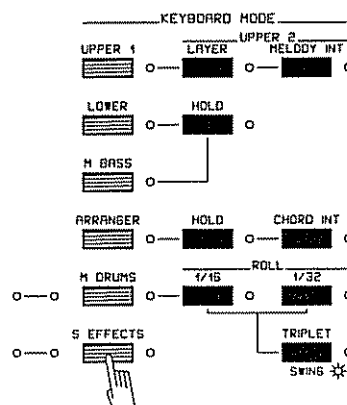 KEYBOARD MODE
UPPER 2
UPPER 1 LAYER MELODY INT
LOWER HOLD
M BASS
ARRANGER HOLD CHORD INT
ROLL
M DRUMS 1/16 1/32
S EFFECTS TRIPLET
SWING